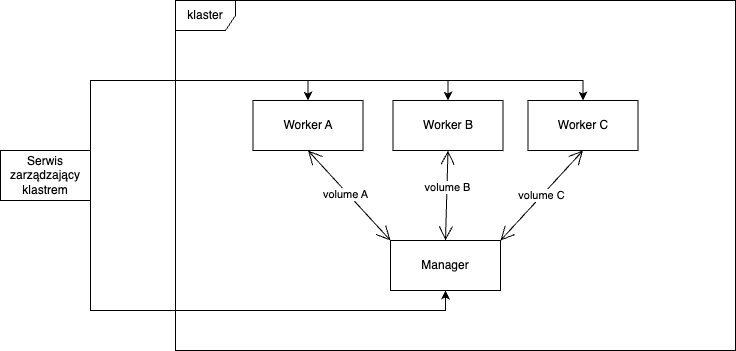 klaster
Worker A
Worker B
Worker C
Serwis
zarządzający
klastrem
volume A
volume B
volume C
Manager